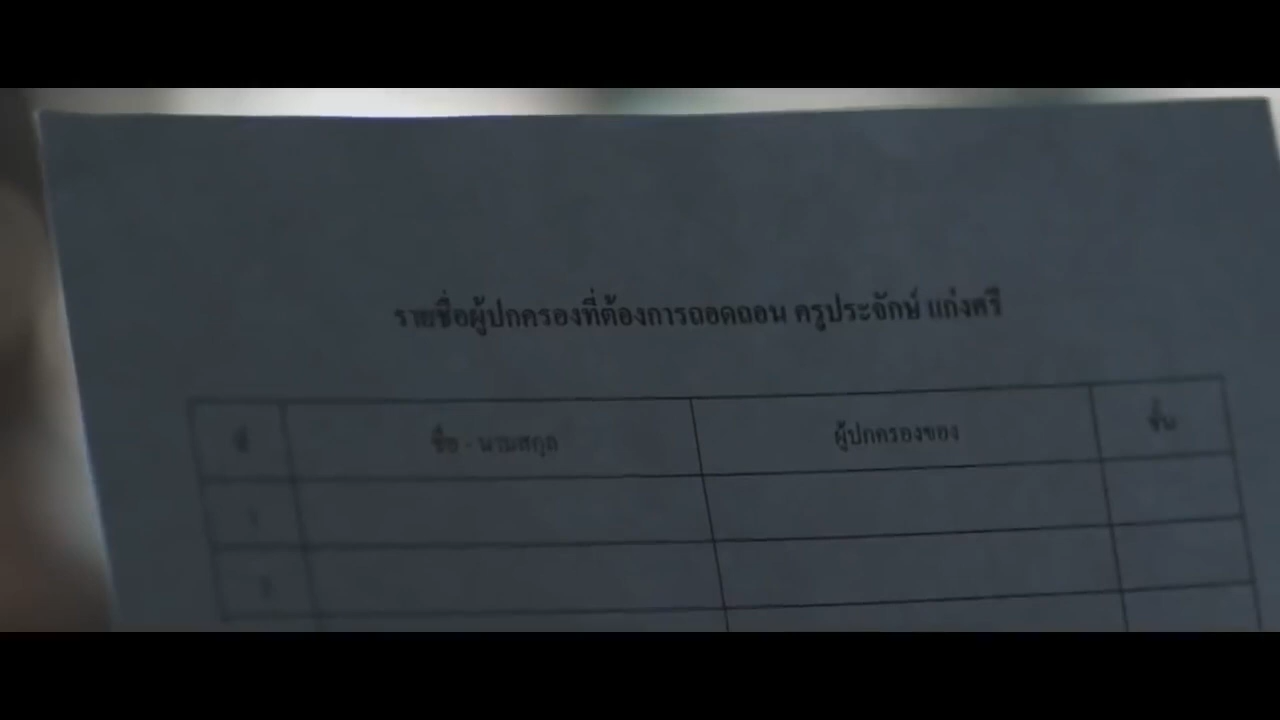 รายชื่อผู้ปกครองที่ต้องการถอดถอน ครูประจักษ์ แก่งศรี
ที่ ชื่อ - นามสกุล ผู้ปกครองของ ชั้น